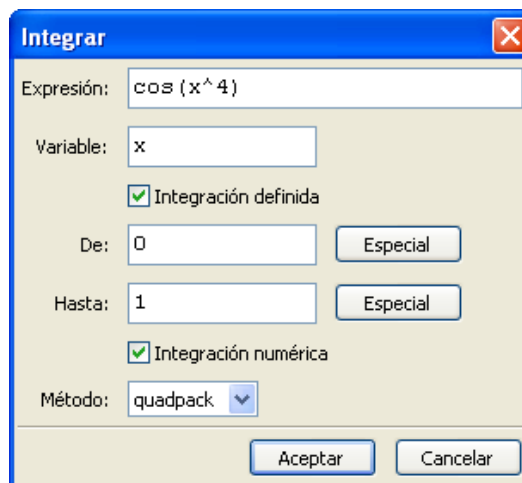 Integrar
Expresión: cos(x^4)
Variable: x
Integración definida
De: 0 Especial
Hasta: 1 Especial
Integración numérica
Método: quadpack
Aceptar Cancelar